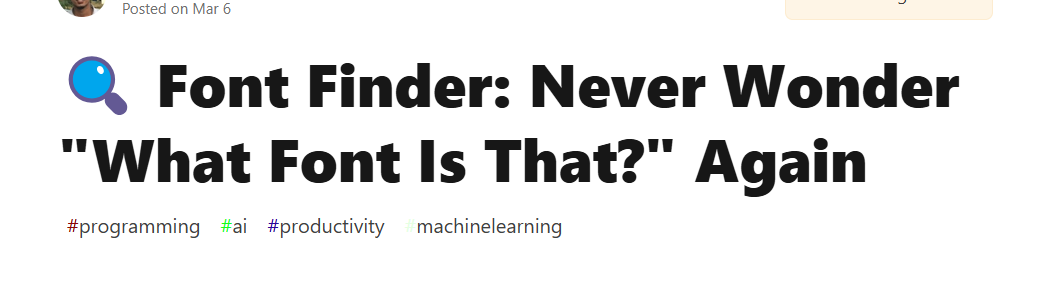 Posted on Mar 6
🔍 Font Finder: Never Wonder
"What Font Is That?" Again
#programming #ai #productivity #machinelearning